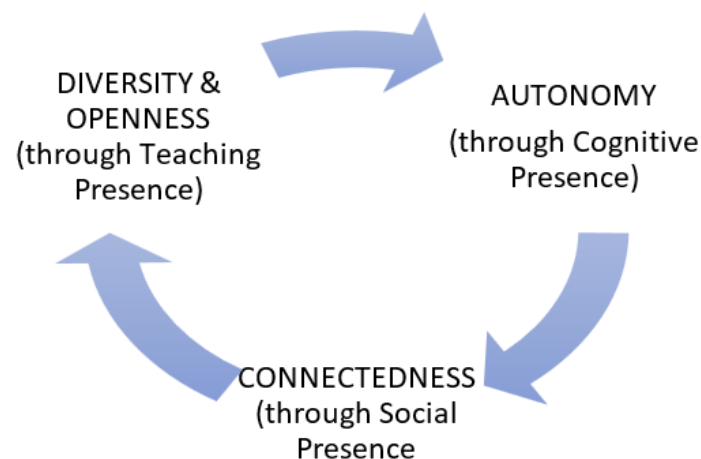 DIVERSITY &
OPENNESS
(through Teaching
Presence)
AUTONOMY
(through Cognitive
Presence)
CONNECTEDNESS
(through Social
Presence